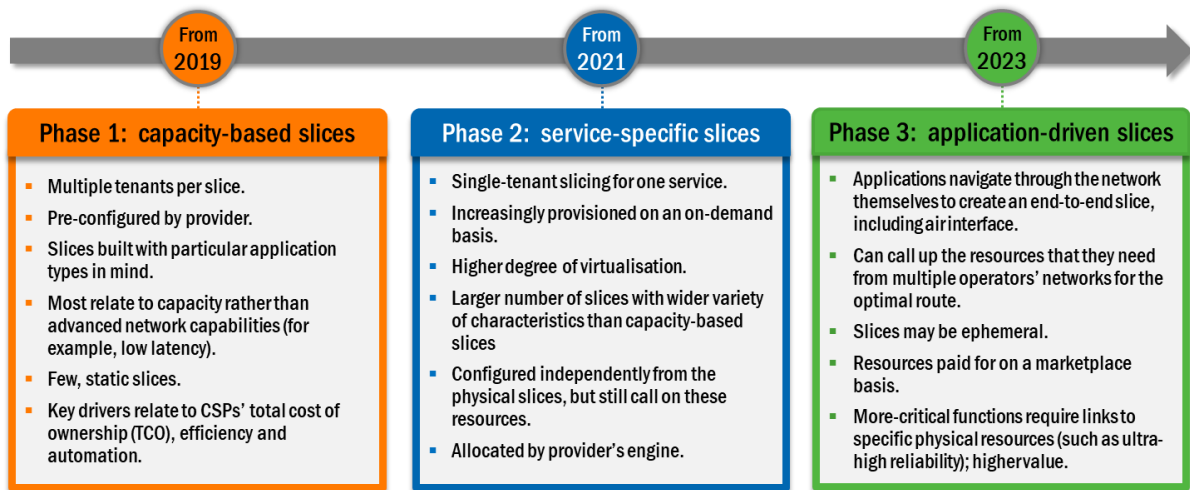 From
2019
From
2021
From
2023
Phase 1: capacity-based slices
▪ Multiple tenants per slice.
▪ Pre-configured by provider.
▪ Slices built with particular application
types in mind.
▪ Most relate to capacity rather than
advanced network capabilities (for
example, low latency).
▪ Few, static slices.
▪ Key drivers relate to CSPs' total cost of
ownership (TCO), efficiency and
automation.
Phase 2: service-specific slices
▪ Single-tenant slicing for one service.
▪ Increasingly provisioned on an on-demand
basis.
▪ Higher degree of virtualisation.
▪ Larger number of slices with wider variety
of characteristics than capacity-based
slices
▪ Configured independently from the
physical slices, but still call on these
resources.
▪ Allocated by provider's engine.
Phase 3: application-driven slices
▪ Applications navigate through the network
themselves to create an end-to-end slice,
including air interface.
▪ Can call up the resources that they need
from multiple operators' networks for the
optimal route.
▪ Slices may be ephemeral.
▪ Resources paid for on a marketplace
basis.
▪ More-critical functions require links to
specific physical resources (such as ultra-
high reliability); higher value.